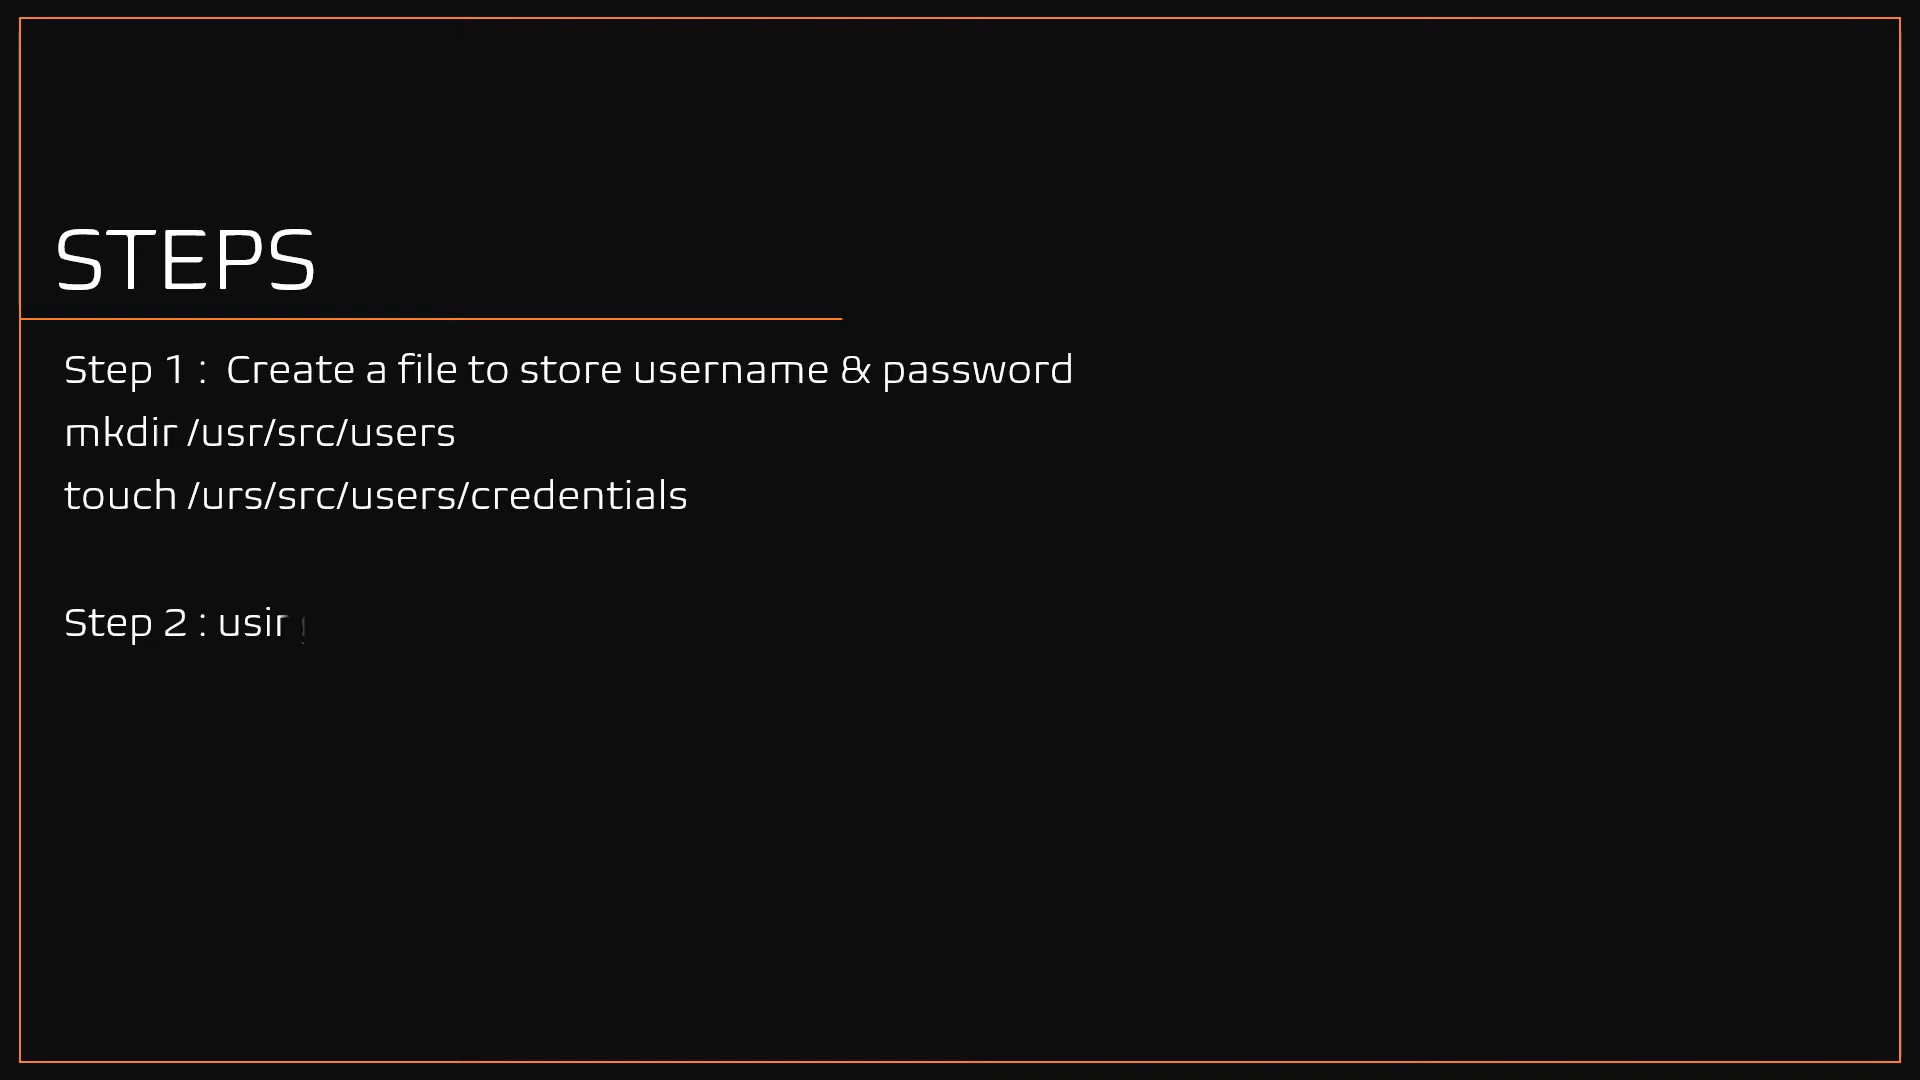 STEPS
Step 1 :  Create a file to store username & password
mkdir /usr/src/users
touch /urs/src/users/credentials
Step 2 :